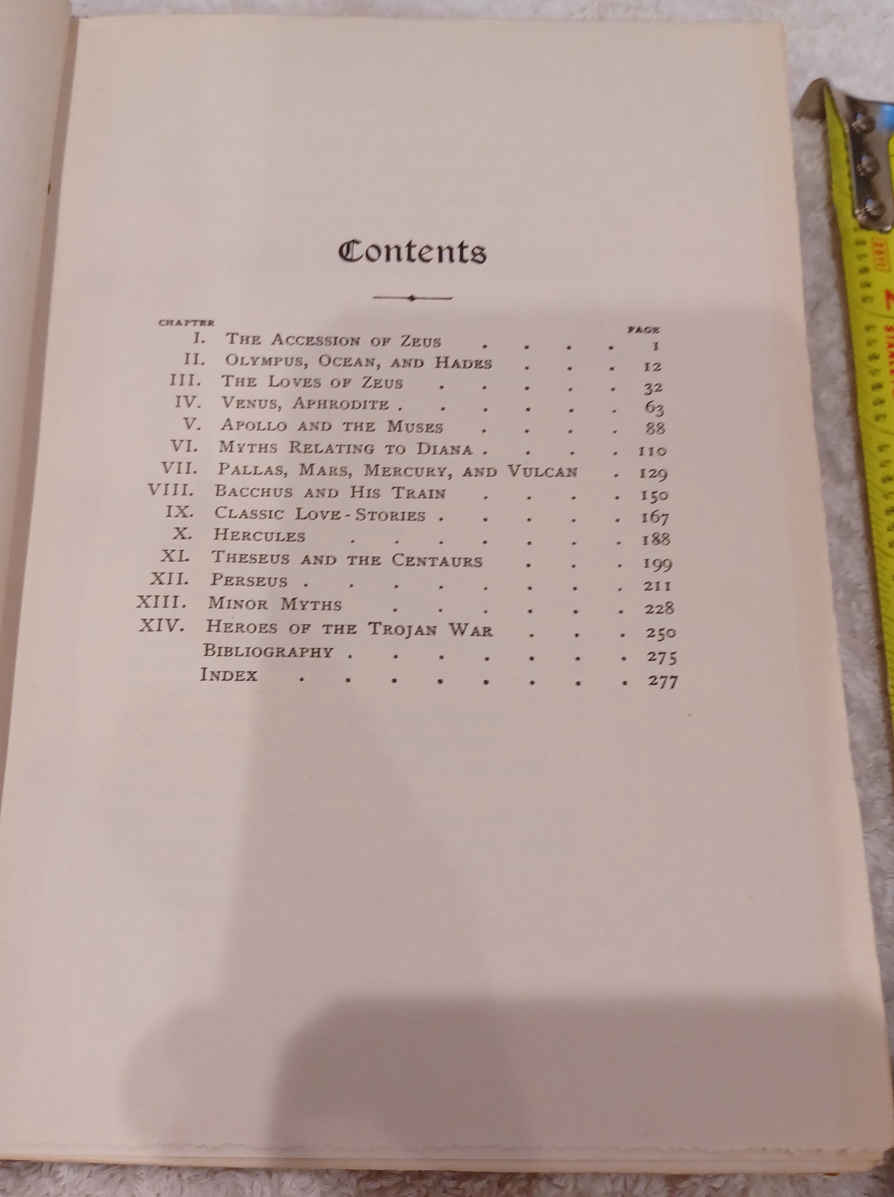 Contents
CHAPTER PAGE
I. THE ACCESSION OF ZEUS . . . . 1
II. OLYMPUS, OCEAN, AND HADES . . . 12
III. THE LOVES OF ZEUS . . . . . 32
IV. VENUS, APHRODITE . . . . . . 63
V. APOLLO AND THE MUSES . . . . 88
VI. MYTHS RELATING TO DIANA . . . . 110
VII. PALLAS, MARS, MERCURY, AND VULCAN . 129
VIII. BACCHUS AND HIS TRAIN . . . . 150
IX. CLASSIC LOVE-STORIES . . . . . 167
X. HERCULES . . . . . . . 188
XI. THESEUS AND THE CENTAURS . . . 199
XII. PERSEUS . . . . . . . . 211
XIII. MINOR MYTHS . . . . . . 228
XIV. HEROES OF THE TROJAN WAR . . . 250
BIBLIOGRAPHY . . . . . . . 275
INDEX . . . . . . . . 277